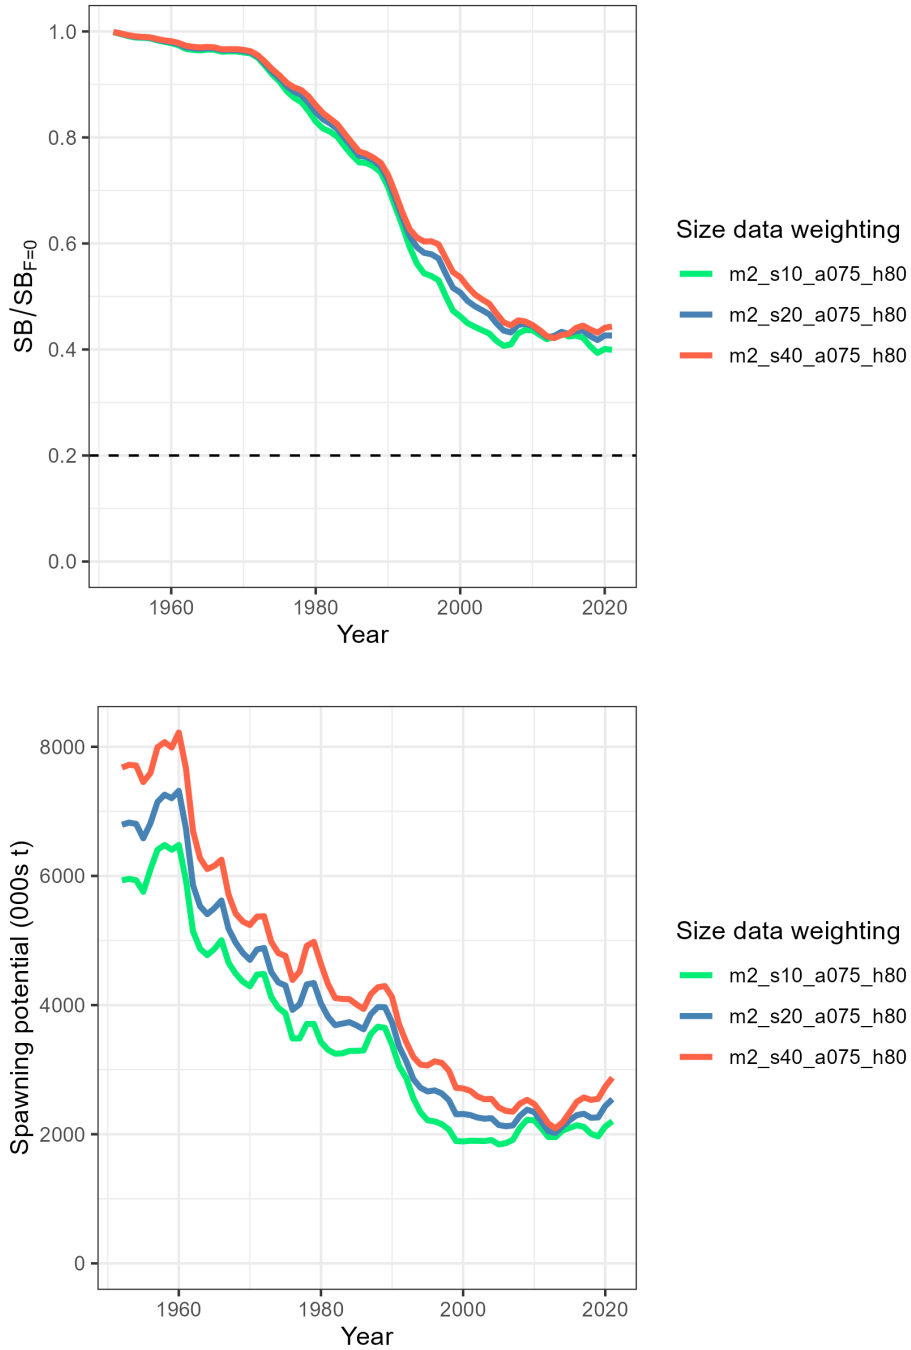 1.0
0.8
0.6
0.4
0.2
0.0
SB/SB_F=0
1960 1980 2000 2020
Year
Size data weighting
m2_s10_a075_h80
m2_s20_a075_h80
m2_s40_a075_h80
8000
6000
4000
2000
0
Spawning potential (000s t)
1960 1980 2000 2020
Year
Size data weighting
m2_s10_a075_h80
m2_s20_a075_h80
m2_s40_a075_h80